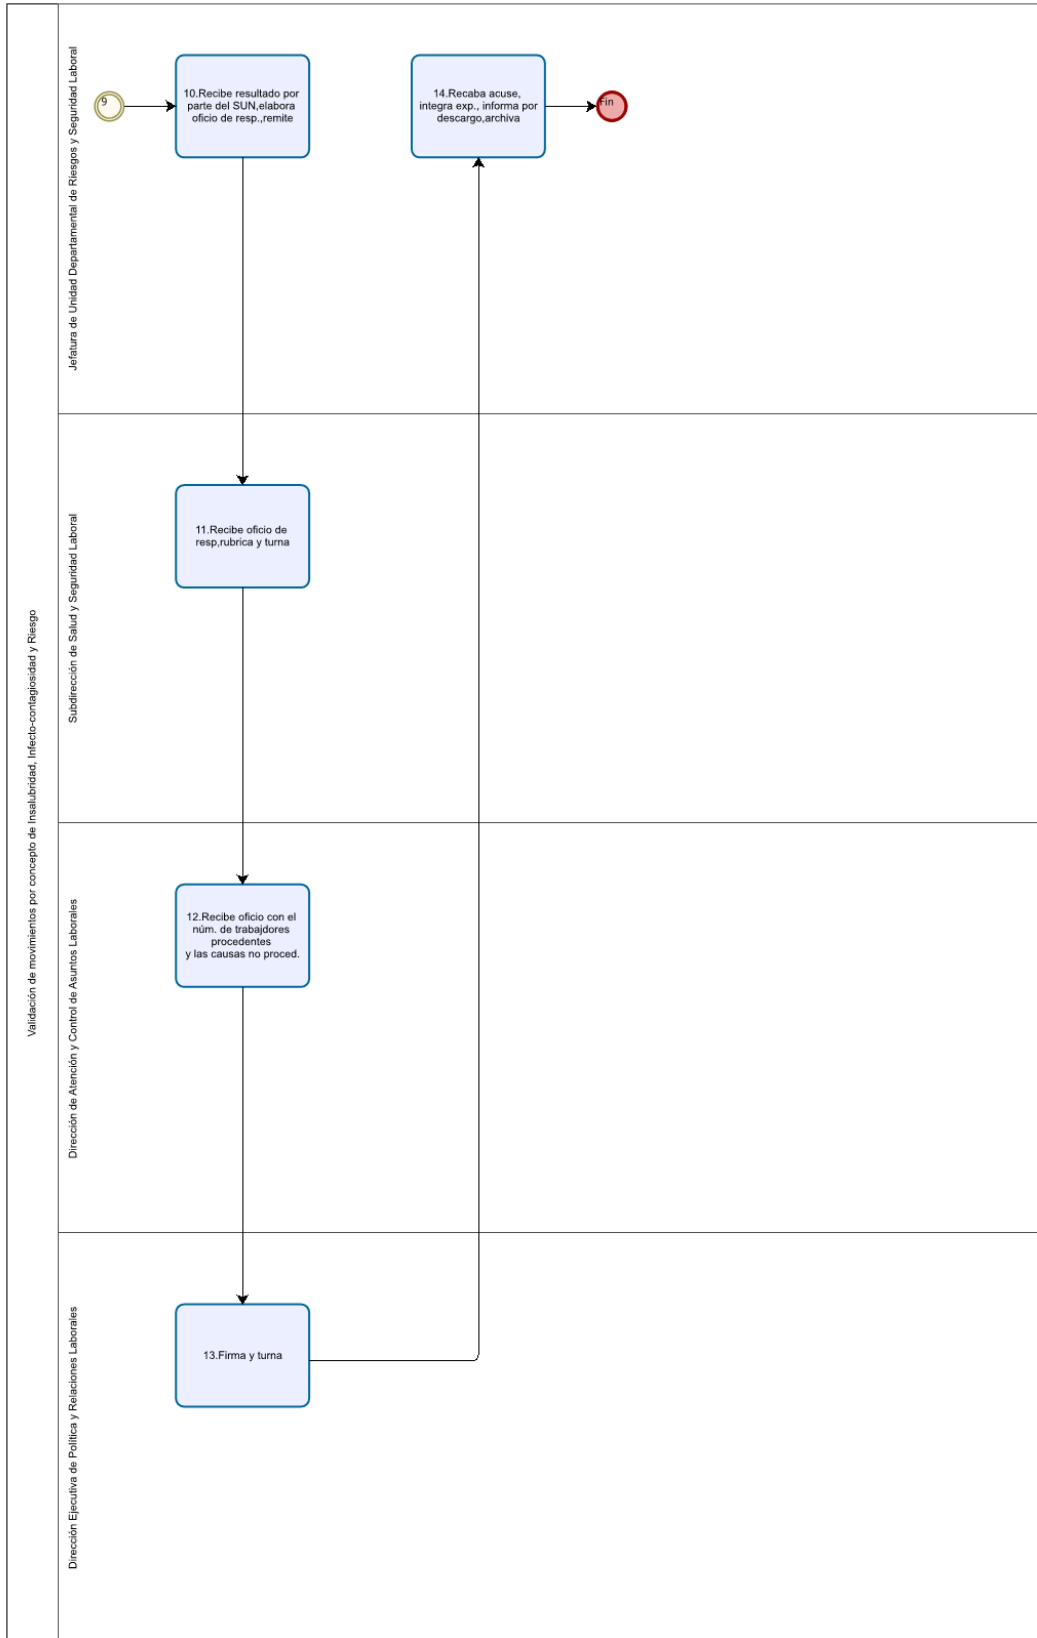 Validación de movimientos por concepto de Insalubridad, Infecto-contagiosidad y Riesgo
Jefatura de Unidad Departamental de Riesgos y Seguridad Laboral
9
10.Recibe resultado por
parte del SUN,elabora
oficio de resp.,remite
14.Recaba acuse,
integra exp., informa por
descargo,archiva
Fin
Subdirección de Salud y Seguridad Laboral
11.Recibe oficio de
resp,rubrica y turna
Dirección de Atención y Control de Asuntos Laborales
12.Recibe oficio con el
núm. de trabajdores
procedentes
y las causas no proced.
Dirección Ejecutiva de Política y Relaciones Laborales
13.Firma y turna